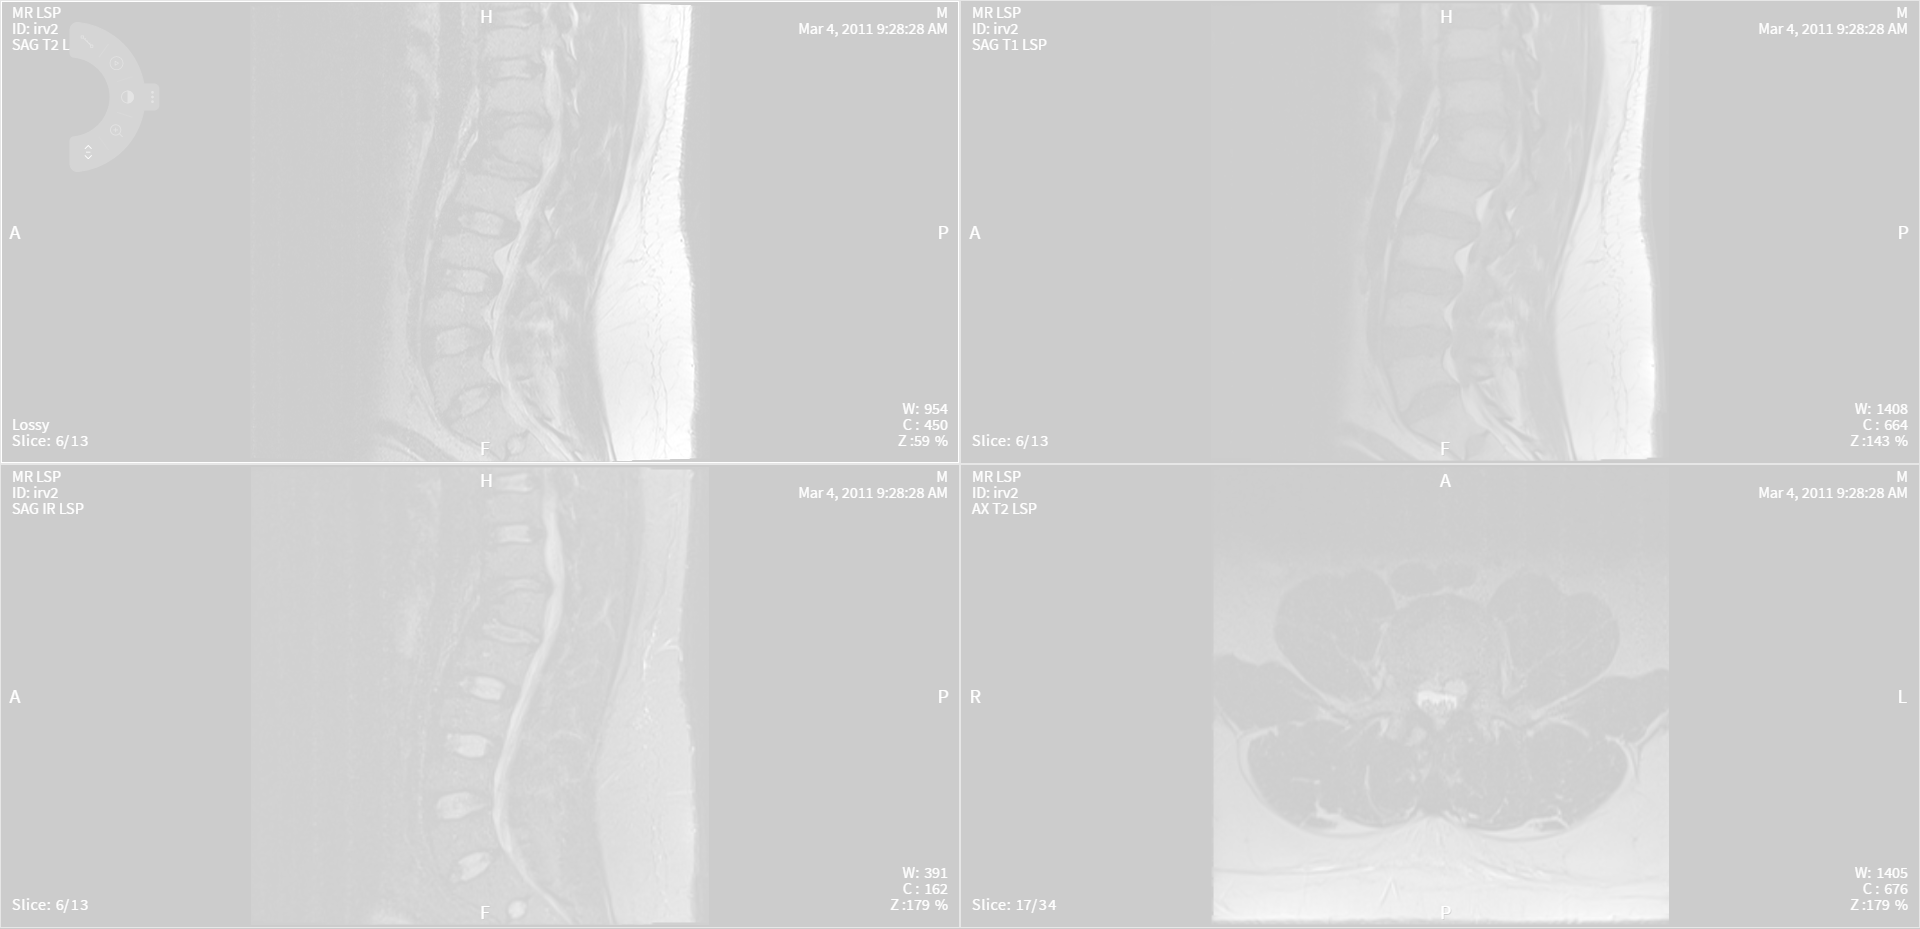 MR LSP
ID: irv2
SAG T2 L
H
M
Mar 4, 2011 9:28:28 AM
A
P
Lossy
Slice: 6/13
F
W: 954
C : 450
Z :59 %
MR LSP
ID: irv2
SAG T1 LSP
H
M
Mar 4, 2011 9:28:28 AM
A
P
Slice: 6/13
F
W: 1408
C : 664
Z :143 %
MR LSP
ID: irv2
SAG IR LSP
H
M
Mar 4, 2011 9:28:28 AM
A
P
Slice: 6/13
F
W: 391
C : 162
Z :179 %
MR LSP
ID: irv2
AX T2 LSP
A
M
Mar 4, 2011 9:28:28 AM
R
L
Slice: 17/34
P
W: 1405
C : 676
Z :179 %